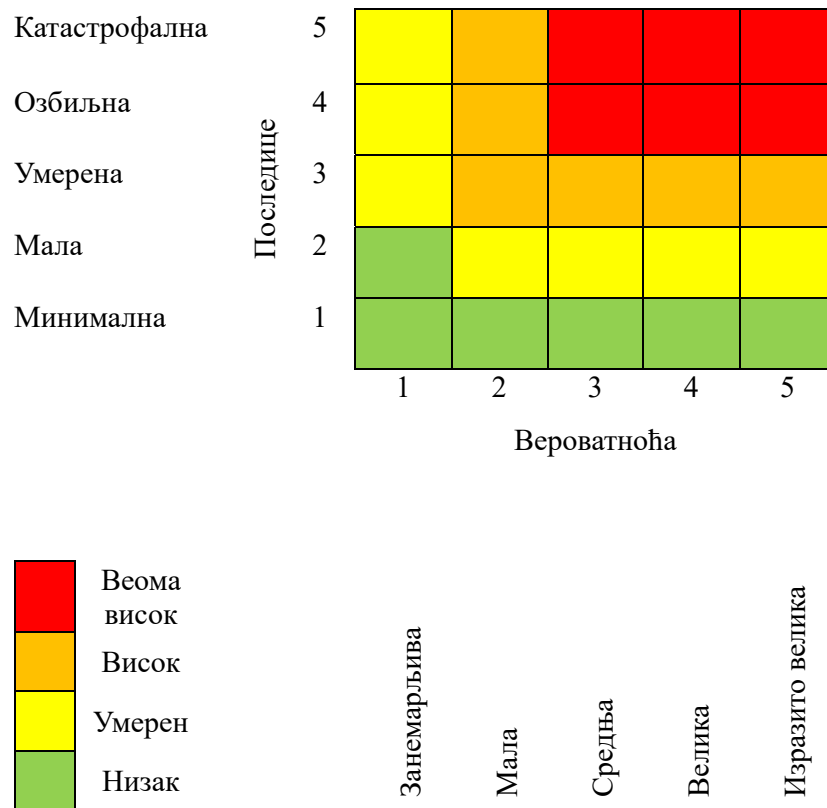 Катастрофална 5
Озбиљна 4
Умерена 3
Мала 2
Минимална 1
Последице
1 2 3 4 5
Вероватноћа
Веома
висок
Висок
Умерен
Низак
Занемарљива
Мала
Средња
Велика
Изразито велика